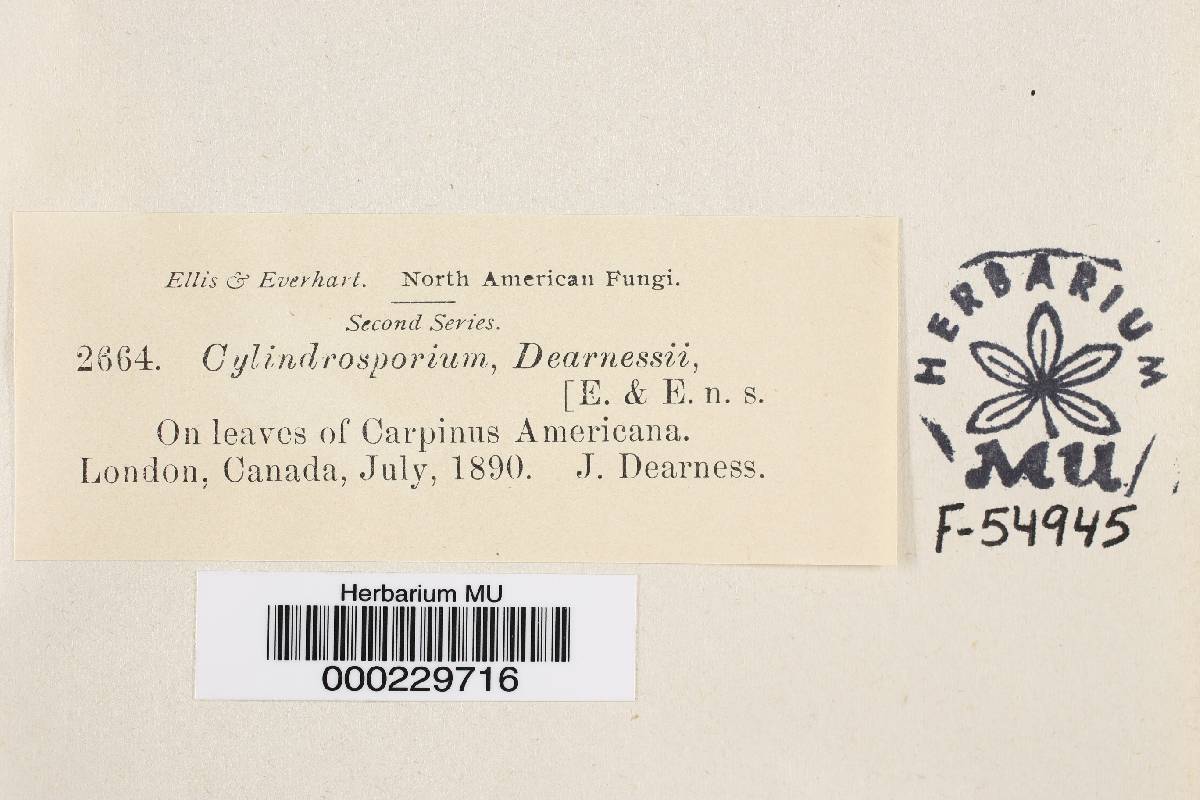 Ellis & Everhart. North American Fungi.
Second Series.
2664. Cylindrosporium, Dearnessii,
[E. & E. n. s.
On leaves of Carpinus Americana.
London, Canada, July, 1890. J. Dearness.
HERBARIUM
MU
F-54945
Herbarium MU
000229716